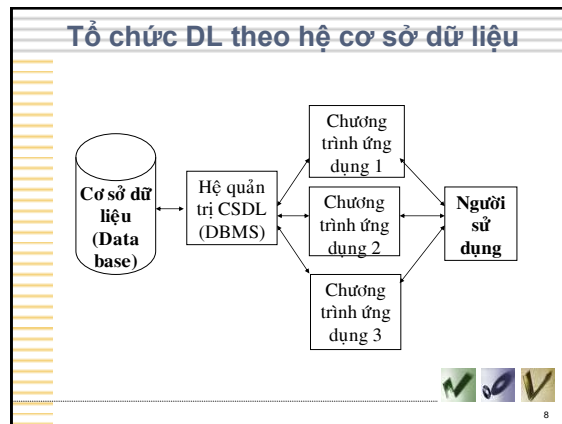 Tổ chức DL theo hệ cơ sở dữ liệu
Cơ sở dữ
liệu
(Data
base)
Hệ quản
trị CSDL
(DBMS)
Chương
trình ứng
dụng 1
Chương
trình ứng
dụng 2
Chương
trình ứng
dụng 3
Người
sử
dụng
8